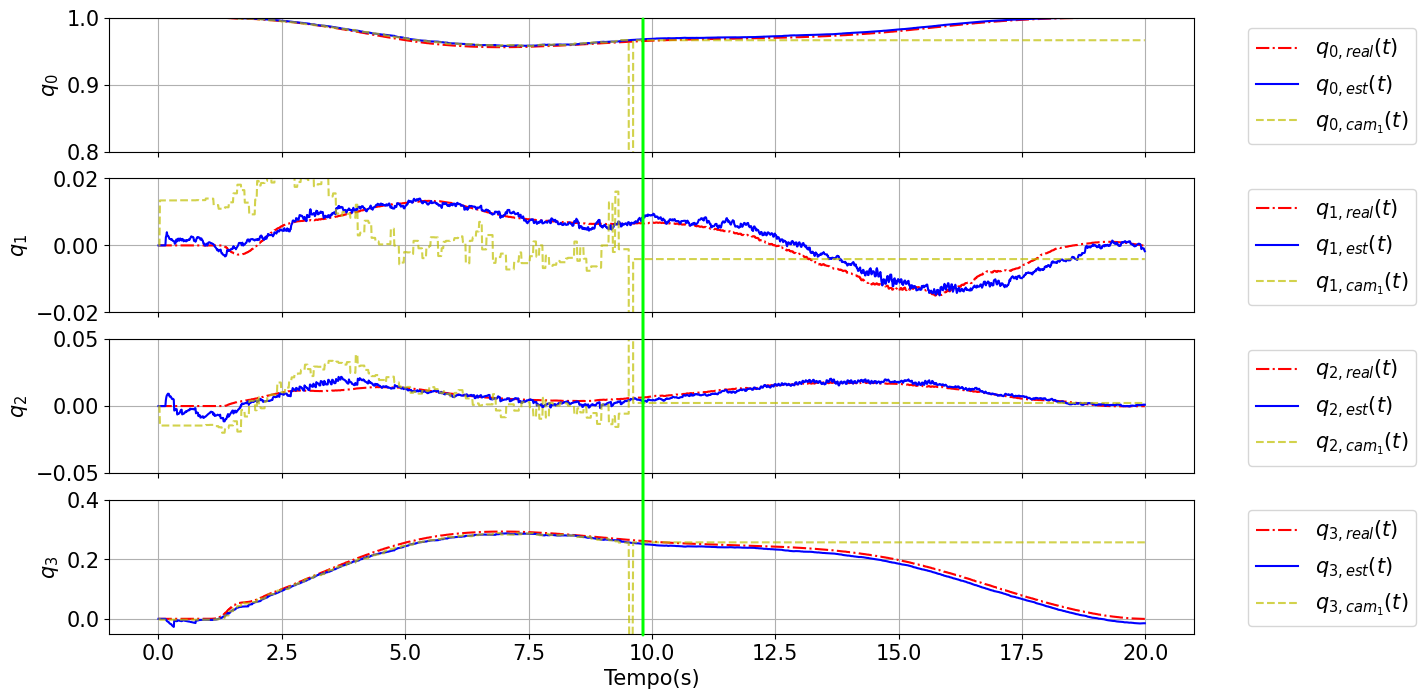 1.0
0.9
0.8
q₀
q₀,real(t)
q₀,est(t)
q₀,cam₁(t)
0.02
0.00
−0.02
q₁
q₁,real(t)
q₁,est(t)
q₁,cam₁(t)
0.05
0.00
−0.05
q₂
q₂,real(t)
q₂,est(t)
q₂,cam₁(t)
0.4
0.2
0.0
q₃
q₃,real(t)
q₃,est(t)
q₃,cam₁(t)
0.0 2.5 5.0 7.5 10.0 12.5 15.0 17.5 20.0
Tempo(s)